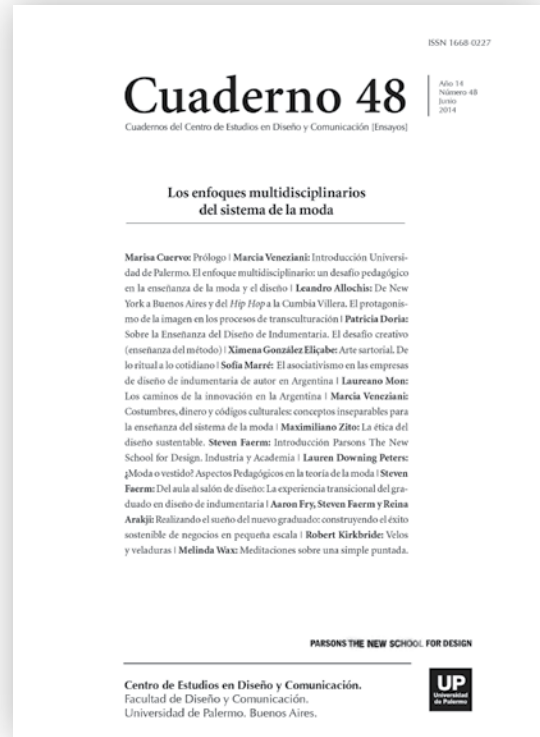 ISSN 1668-0227
Cuaderno 48
Año 14
Número 48
Junio
2014
Cuadernos del Centro de Estudios en Diseño y Comunicación [Ensayos]
Los enfoques multidisciplinarios
del sistema de la moda
Marisa Cuervo: Prólogo | Marcia Veneziani: Introducción Universi-
dad de Palermo. El enfoque multidisciplinario: un desafío pedagógico
en la enseñanza de la moda y el diseño | Leandro Allochis: De New
York a Buenos Aires y del Hip Hop a la Cumbia Villera. El protagonis-
mo de la imagen en los procesos de transculturación | Patricia Doria:
Sobre la Enseñanza del Diseño de Indumentaria. El desafío creativo
(enseñanza del método) | Ximena González Eliçabe: Arte sartorial. De
lo ritual a lo cotidiano | Sofía Marré: El asociativismo en las empresas
de diseño de indumentaria de autor en Argentina | Laureano Mon:
Los caminos de la innovación en la Argentina | Marcia Veneziani:
Costumbres, dinero y códigos culturales: conceptos inseparables para
la enseñanza del sistema de la moda | Maximiliano Zito: La ética del
diseño sustentable. Steven Faerm: Introducción Parsons The New
School for Design. Industria y Academia | Lauren Downing Peters:
¿Moda o vestido? Aspectos Pedagógicos en la teoría de la moda | Steven
Faerm: Del aula al salón de diseño: La experiencia transicional del gra-
duado en diseño de indumentaria | Aaron Fry, Steven Faerm y Reina
Arakji: Realizando el sueño del nuevo graduado: construyendo el éxito
sostenible de negocios en pequeña escala | Robert Kirkbride: Velos
y veladuras | Melinda Wax: Meditaciones sobre una simple puntada.
PARSONS THE NEW SCHOOL FOR DESIGN
Centro de Estudios en Diseño y Comunicación.
Facultad de Diseño y Comunicación.
Universidad de Palermo. Buenos Aires.
UP
Universidad
de Palermo